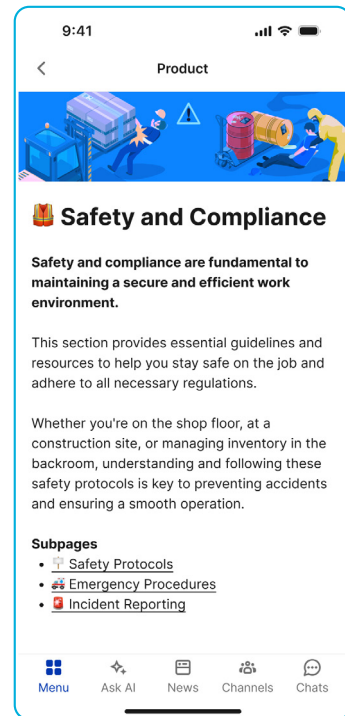 9:41
Product
Safety and Compliance
Safety and compliance are fundamental to
maintaining a secure and efficient work
environment.
This section provides essential guidelines and
resources to help you stay safe on the job and
adhere to all necessary regulations.
Whether you're on the shop floor, at a
construction site, or managing inventory in the
backroom, understanding and following these
safety protocols is key to preventing accidents
and ensuring a smooth operation.
Subpages
• 🪧 Safety Protocols
• 🚑 Emergency Procedures
• 🚨 Incident Reporting
Menu Ask AI News Channels Chats